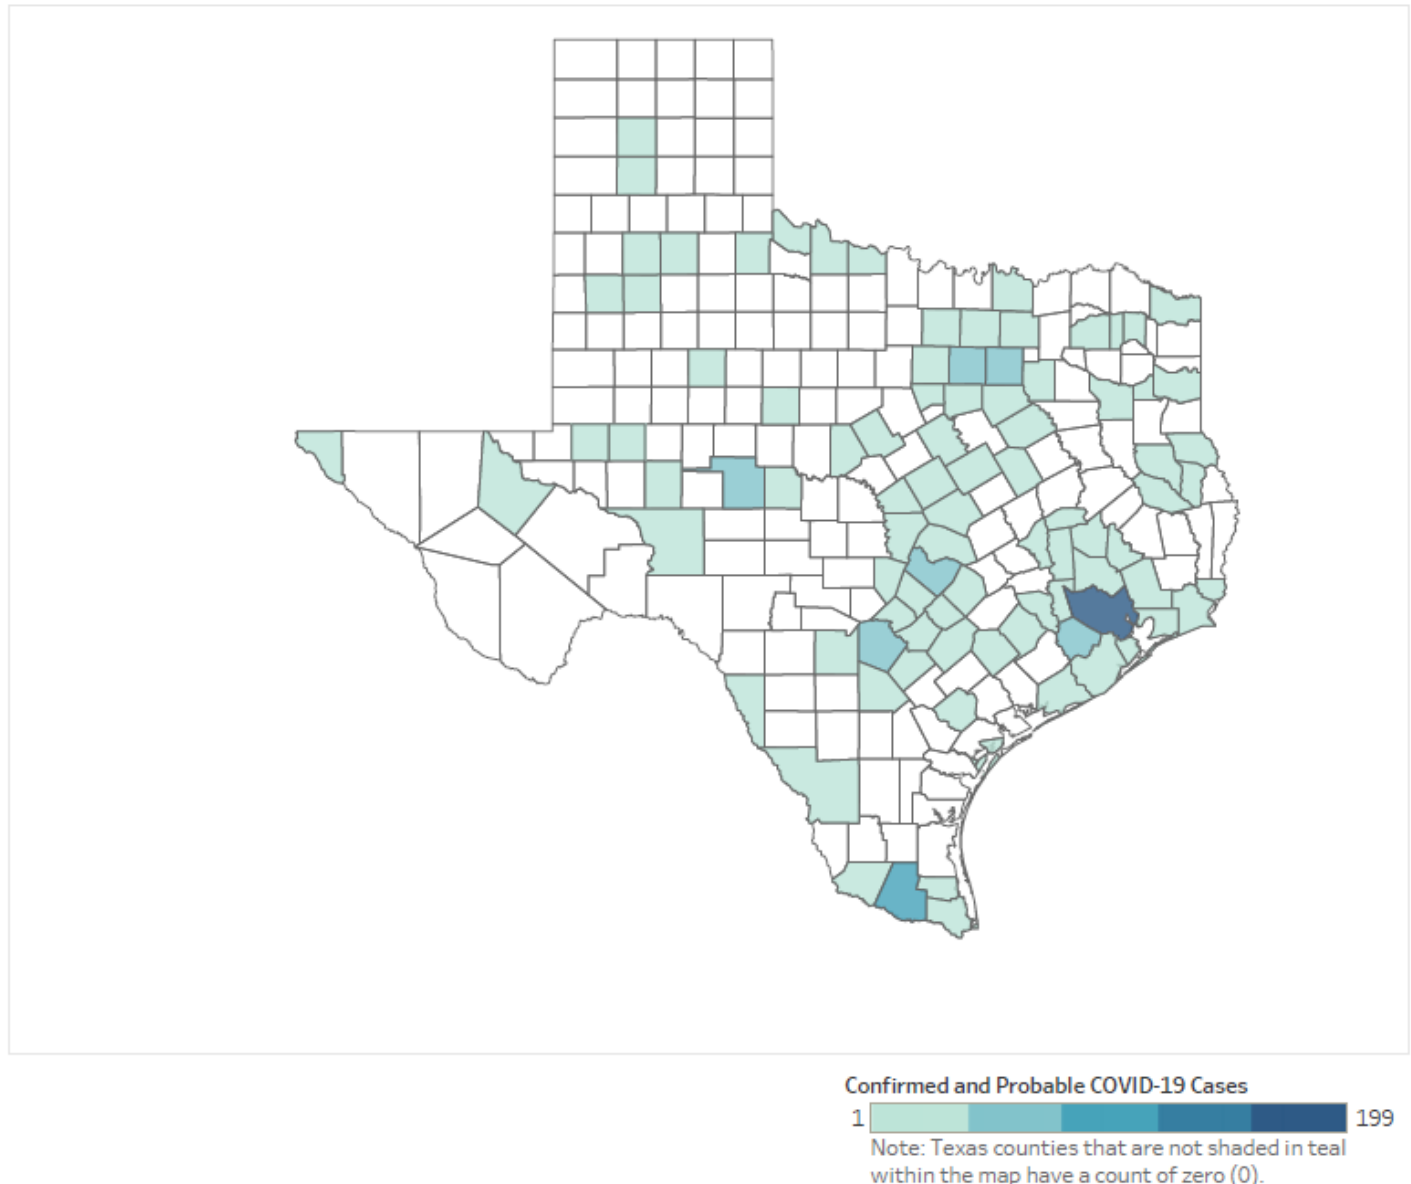 Confirmed and Probable COVID-19 Cases
1 199
Note: Texas counties that are not shaded in teal
within the map have a count of zero (0).